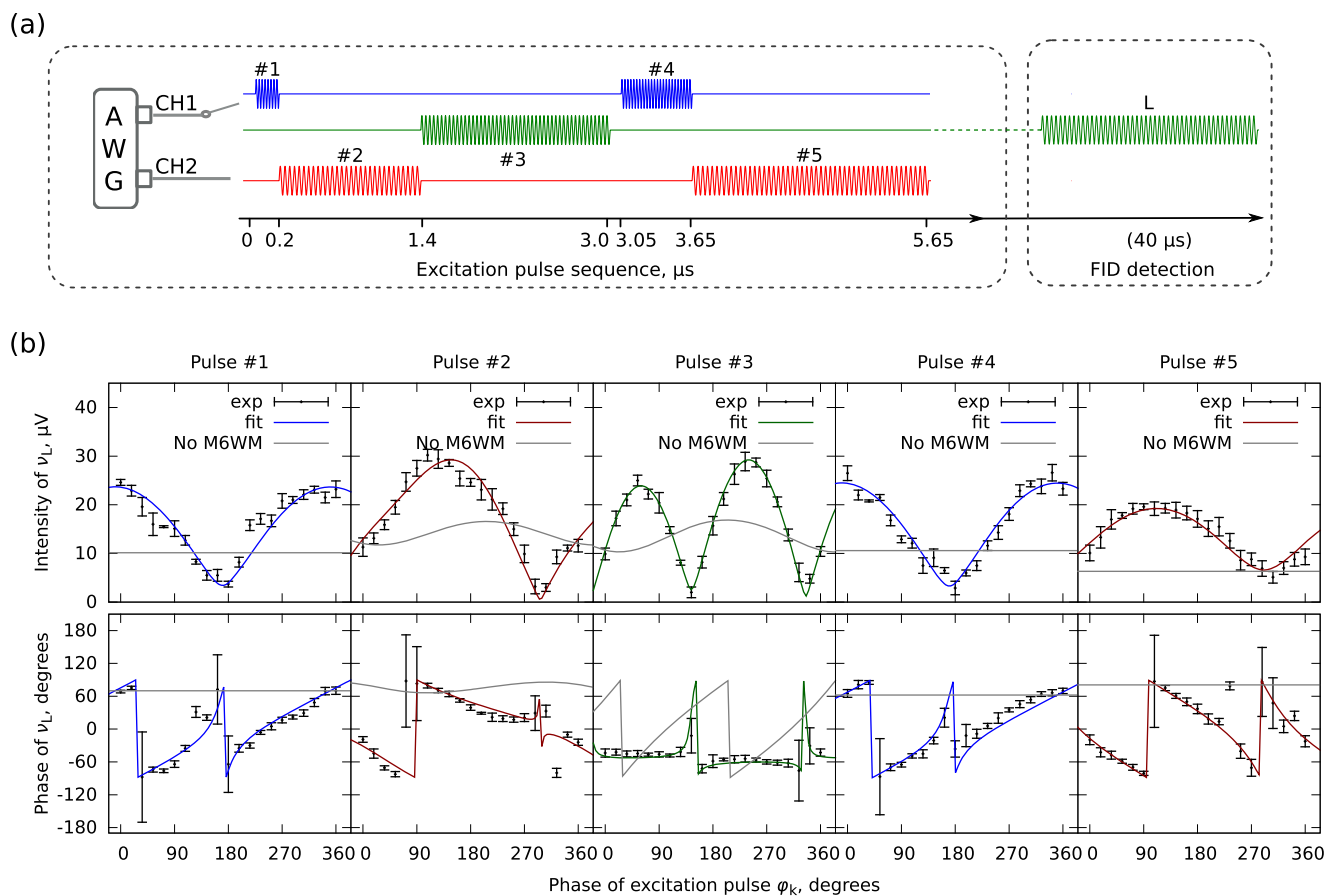 (a)
#1
#4
CH1
L
A
W
G
#2
#3
#5
CH2
0 0.2 1.4 3.0 3.05 3.65 5.65 (40 μs)
Excitation pulse sequence, μs
FID detection
(b)
Pulse #1 Pulse #2 Pulse #3 Pulse #4 Pulse #5
Intensity of νL, μV
40
30
20
10
0
exp
fit
No M6WM
exp
fit
No M6WM
exp
fit
No M6WM
exp
fit
No M6WM
exp
fit
No M6WM
Phase of νL, degrees
180
120
60
0
-60
-120
-180
0 90 180 270 360 0 90 180 270 360 0 90 180 270 360 0 90 180 270 360 0 90 180 270 360
Phase of excitation pulse φk, degrees